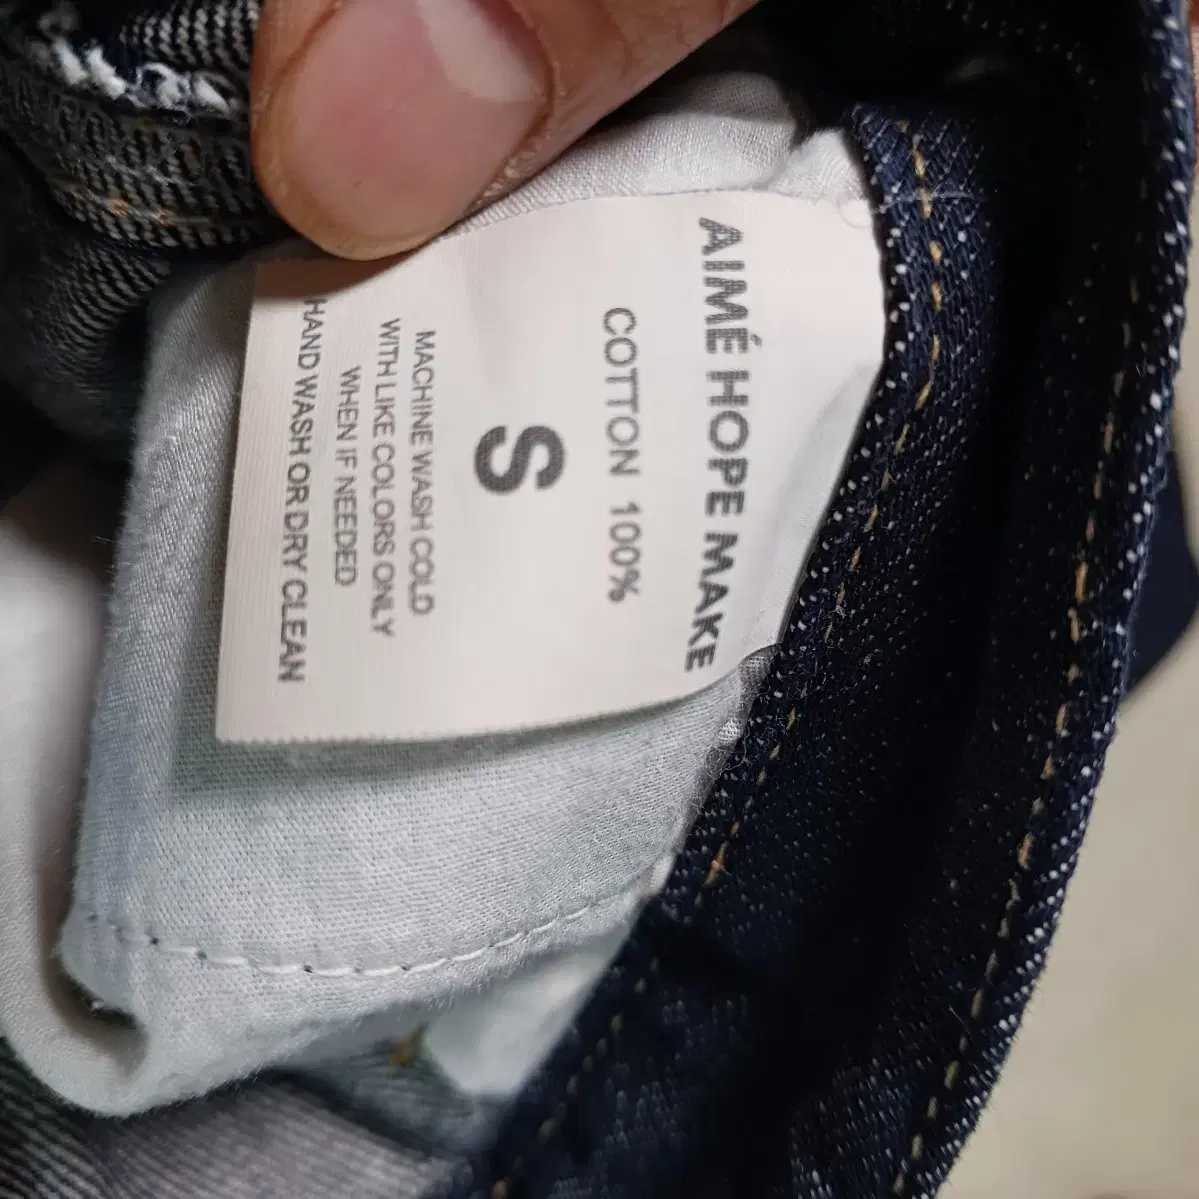 AIMÉ HOPE MAKE
COTTON 100%
S
MACHINE WASH COLD
WITH LIKE COLORS ONLY
WHEN IF NEEDED
HAND WASH OR DRY CLEAN